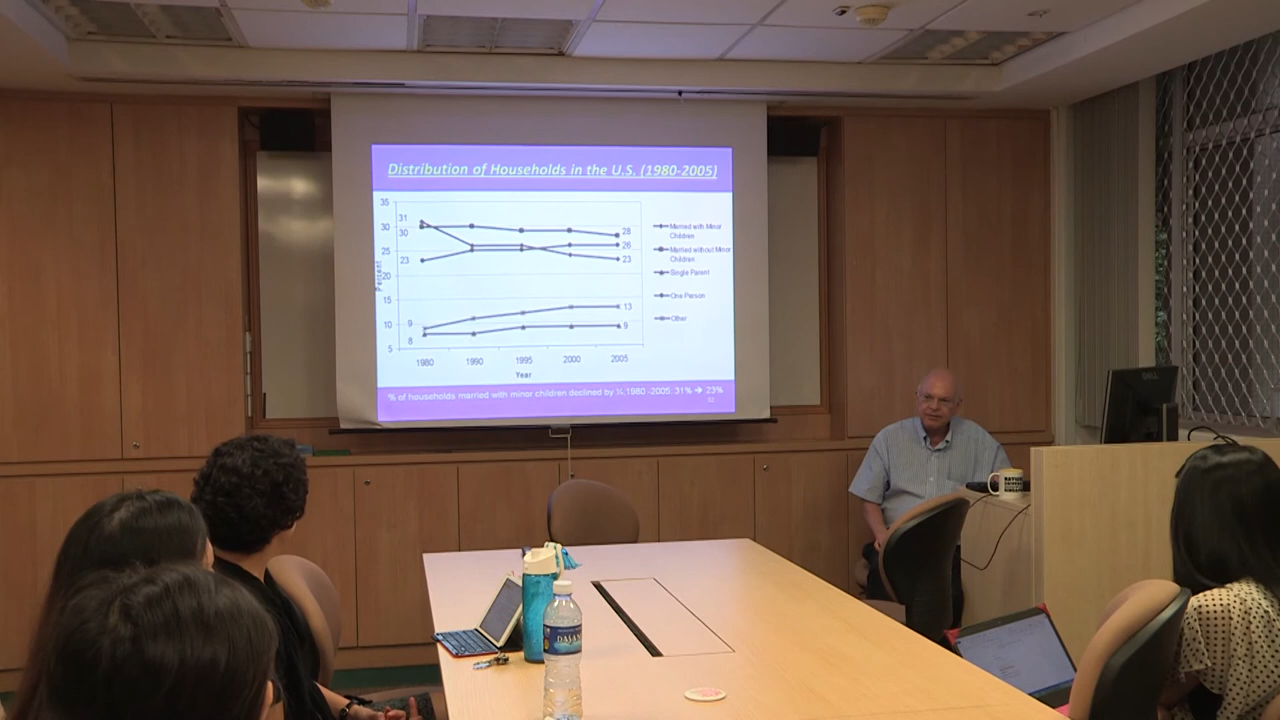 Distribution of Households in the U.S. (1980-2005)
35
31
30
30
28
25
26
23
23
20
15
13
9
10
9
8
5
Percent
1980 1990 1995 2000 2005
Year
Married with Minor
Children
Married without Minor
Children
Single Parent
One Person
Other
% of households married with minor children declined by ¼,1980 -2005: 31% → 23%
52
DELL
DASANI